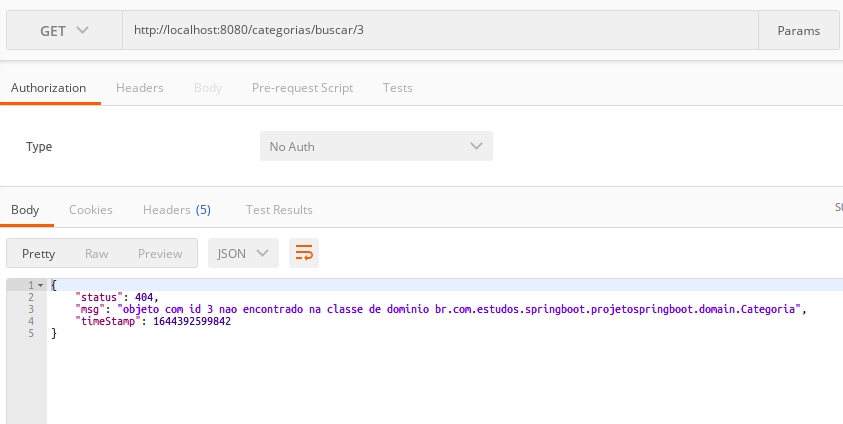 GET http://localhost:8080/categorias/buscar/3 Params
Authorization Headers Body Pre-request Script Tests
Type No Auth
Body Cookies Headers (5) Test Results
Pretty Raw Preview JSON
1 {
2 "status": 404,
3 "msg": "objeto com id 3 nao encontrado na classe de dominio br.com.estudos.springboot.projetospringboot.domain.Categoria",
4 "timeStamp": 1644392599842
5 }